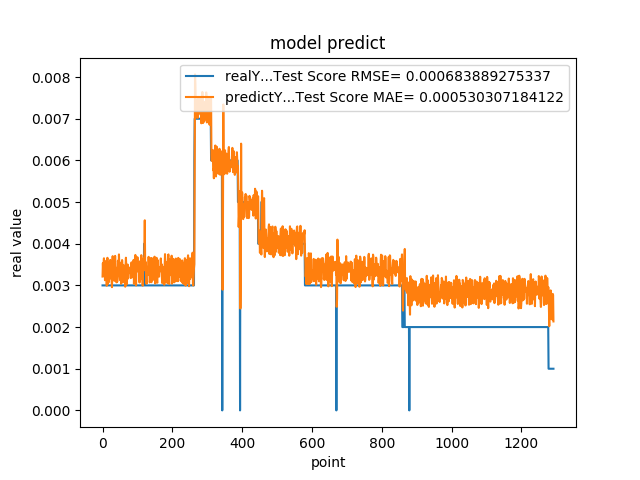 model predict
realY...Test Score RMSE= 0.000683889275337
predictY...Test Score MAE= 0.000530307184122
0.008
0.007
0.006
0.005
0.004
0.003
0.002
0.001
0.000
real value
0 200 400 600 800 1000 1200
point